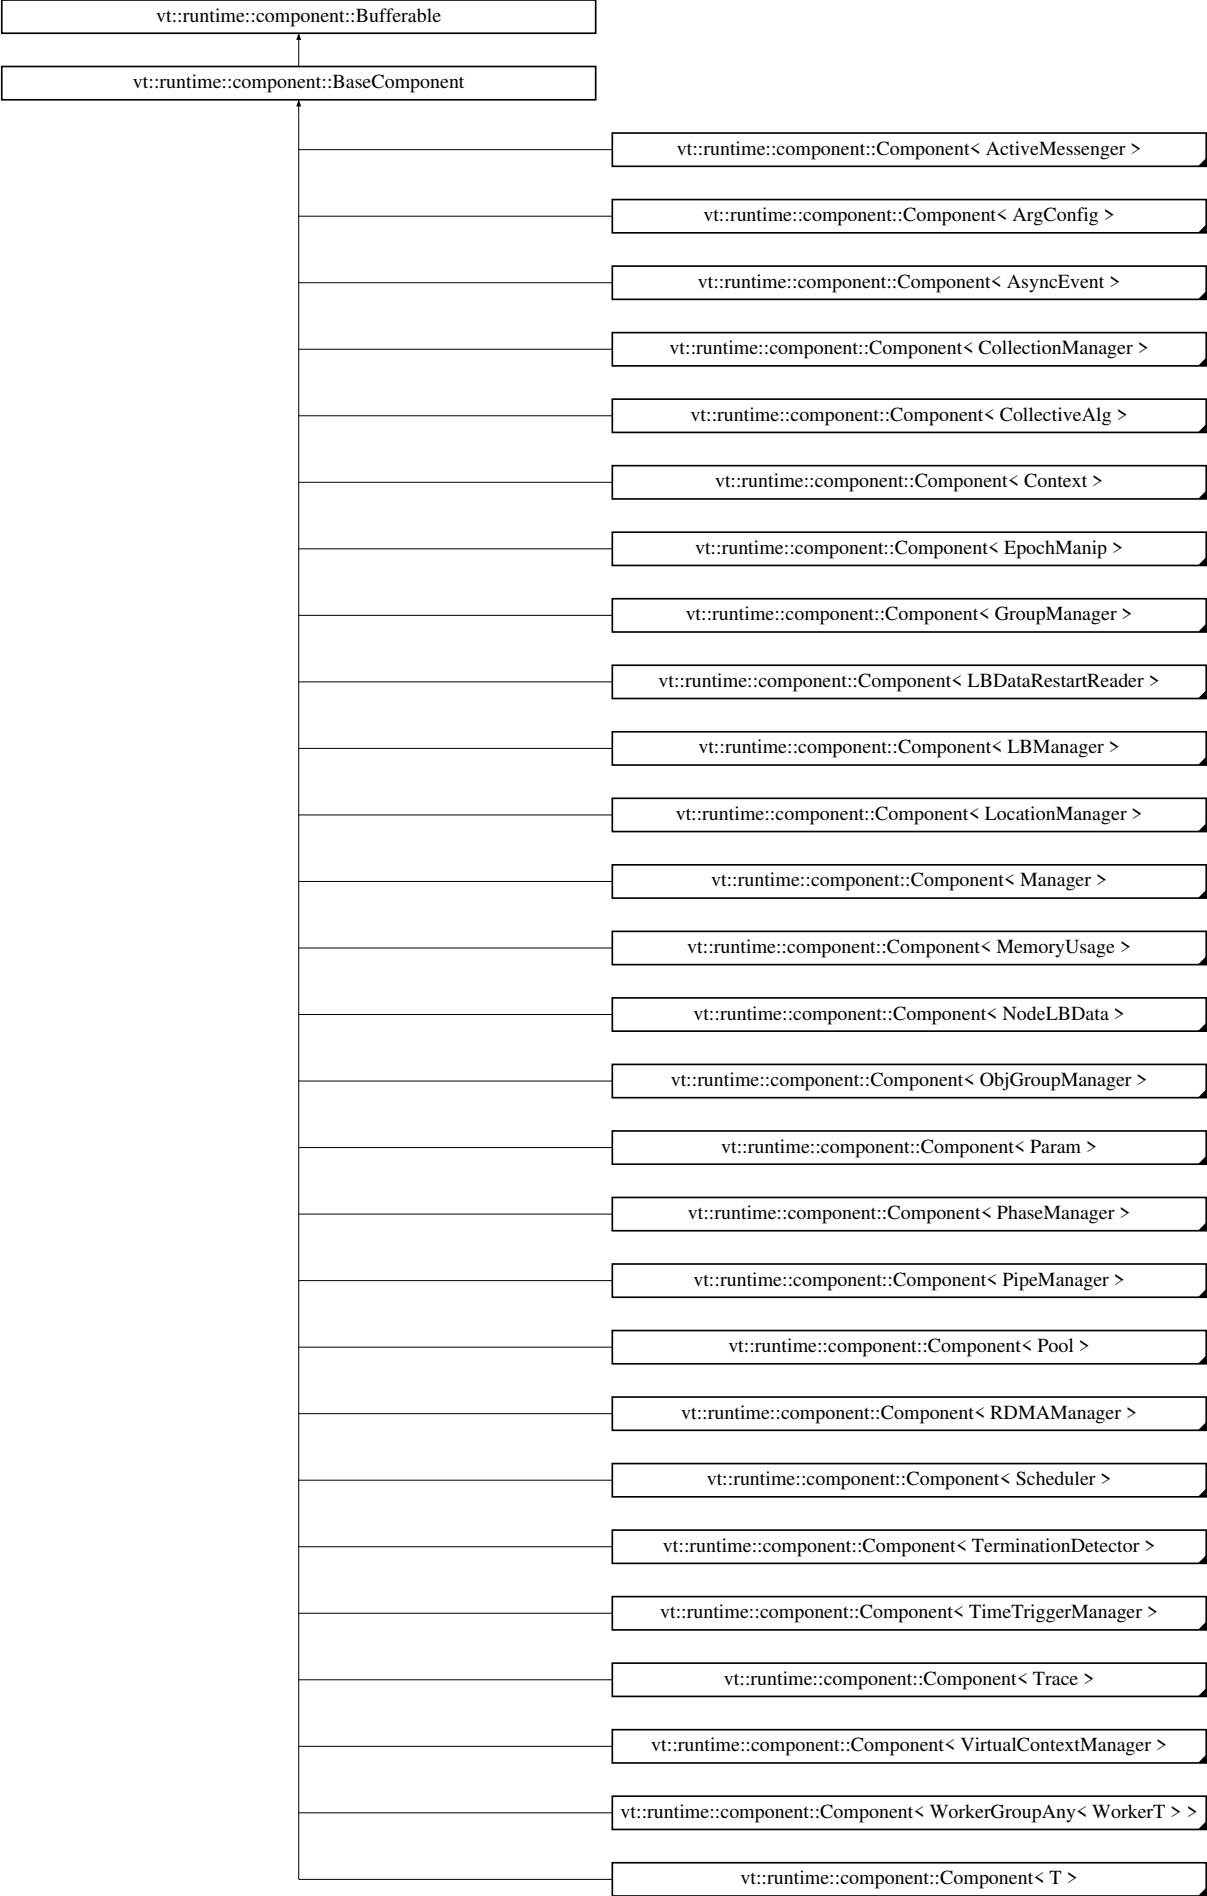 vt::runtime::component::Bufferable
vt::runtime::component::BaseComponent
vt::runtime::component::Component< ActiveMessenger >
vt::runtime::component::Component< ArgConfig >
vt::runtime::component::Component< AsyncEvent >
vt::runtime::component::Component< CollectionManager >
vt::runtime::component::Component< CollectiveAlg >
vt::runtime::component::Component< Context >
vt::runtime::component::Component< EpochManip >
vt::runtime::component::Component< GroupManager >
vt::runtime::component::Component< LBDataRestartReader >
vt::runtime::component::Component< LBManager >
vt::runtime::component::Component< LocationManager >
vt::runtime::component::Component< Manager >
vt::runtime::component::Component< MemoryUsage >
vt::runtime::component::Component< NodeLBData >
vt::runtime::component::Component< ObjGroupManager >
vt::runtime::component::Component< Param >
vt::runtime::component::Component< PhaseManager >
vt::runtime::component::Component< PipeManager >
vt::runtime::component::Component< Pool >
vt::runtime::component::Component< RDMAManager >
vt::runtime::component::Component< Scheduler >
vt::runtime::component::Component< TerminationDetector >
vt::runtime::component::Component< TimeTriggerManager >
vt::runtime::component::Component< Trace >
vt::runtime::component::Component< VirtualContextManager >
vt::runtime::component::Component< WorkerGroupAny< WorkerT > >
vt::runtime::component::Component< T >